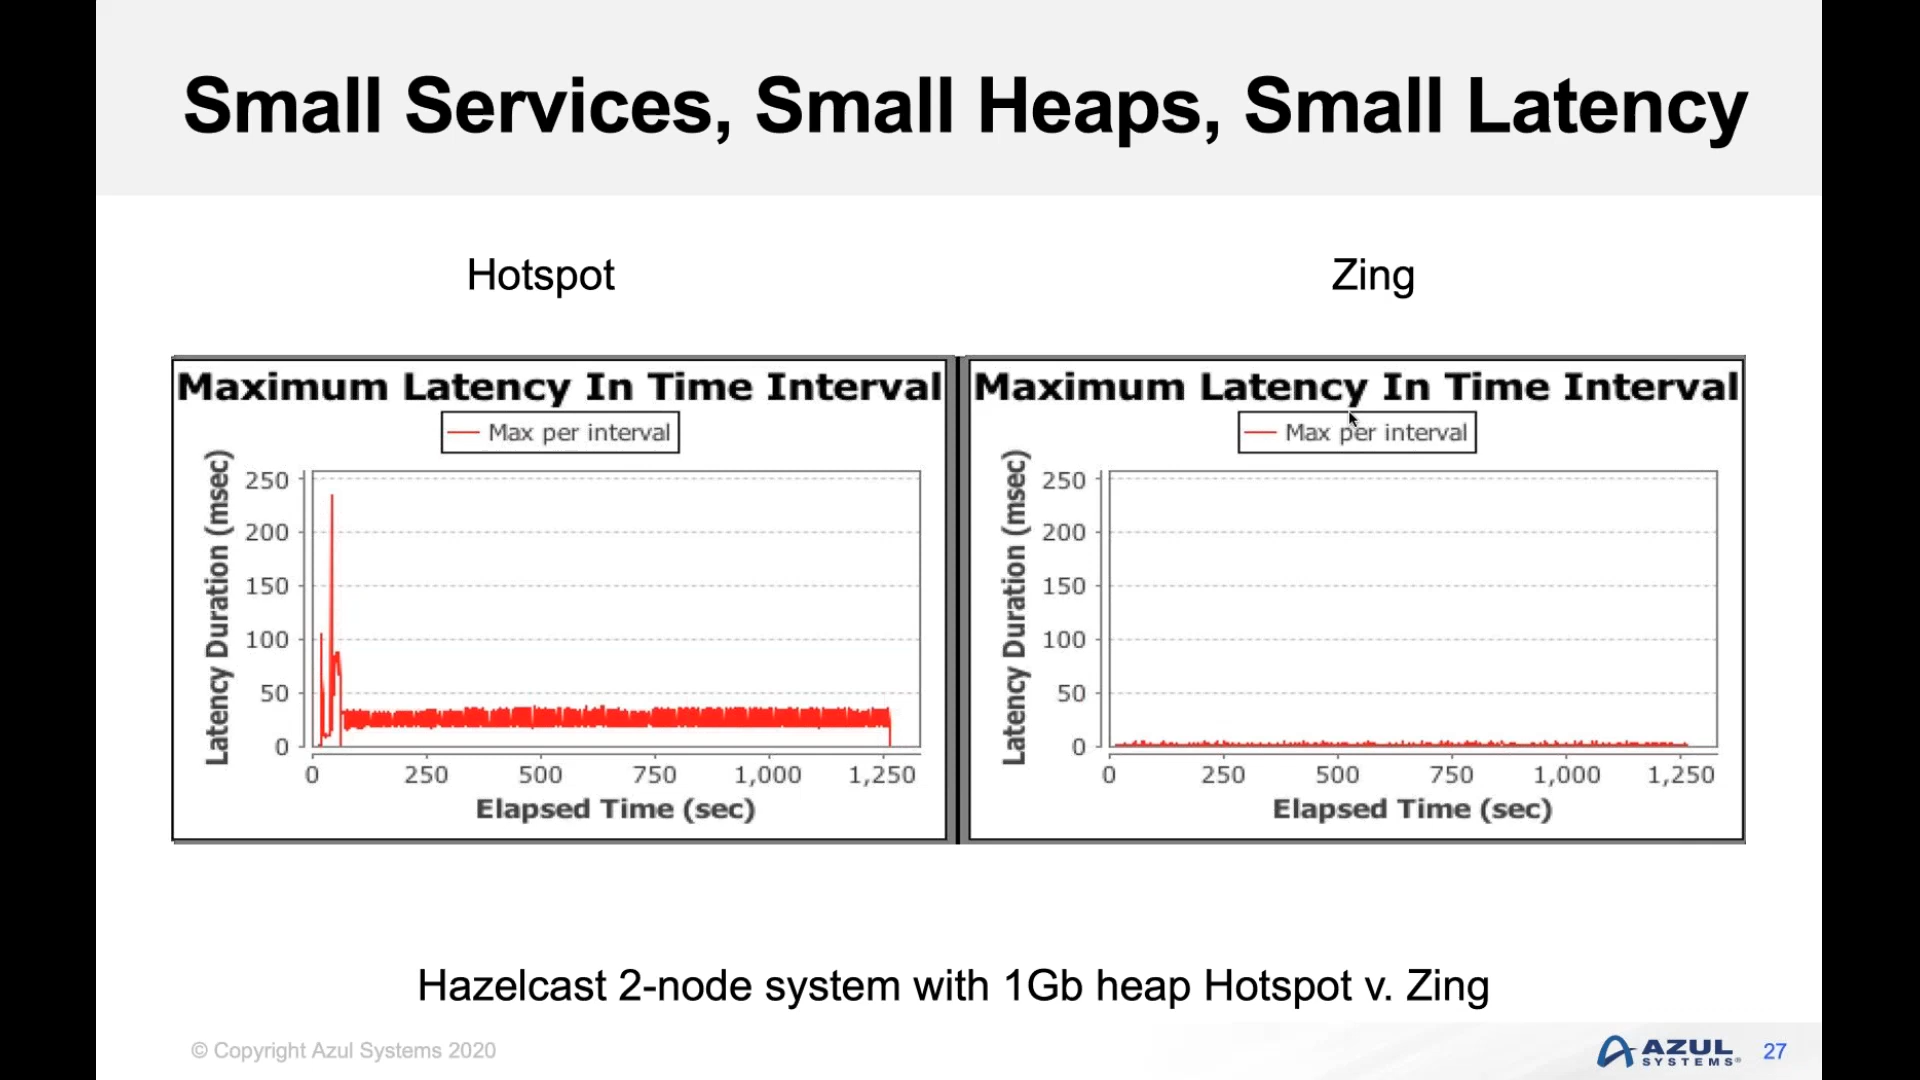 Small Services, Small Heaps, Small Latency
Hotspot
Zing
Maximum Latency In Time Interval
Max per interval
Latency Duration (msec)
250
200
150
100
50
0
0 250 500 750 1,000 1,250
Elapsed Time (sec)
Maximum Latency In Time Interval
Max per interval
Latency Duration (msec)
250
200
150
100
50
0
0 250 500 750 1,000 1,250
Elapsed Time (sec)
Hazelcast 2-node system with 1Gb heap Hotspot v. Zing
© Copyright Azul Systems 2020
AZUL
SYSTEMS®
27